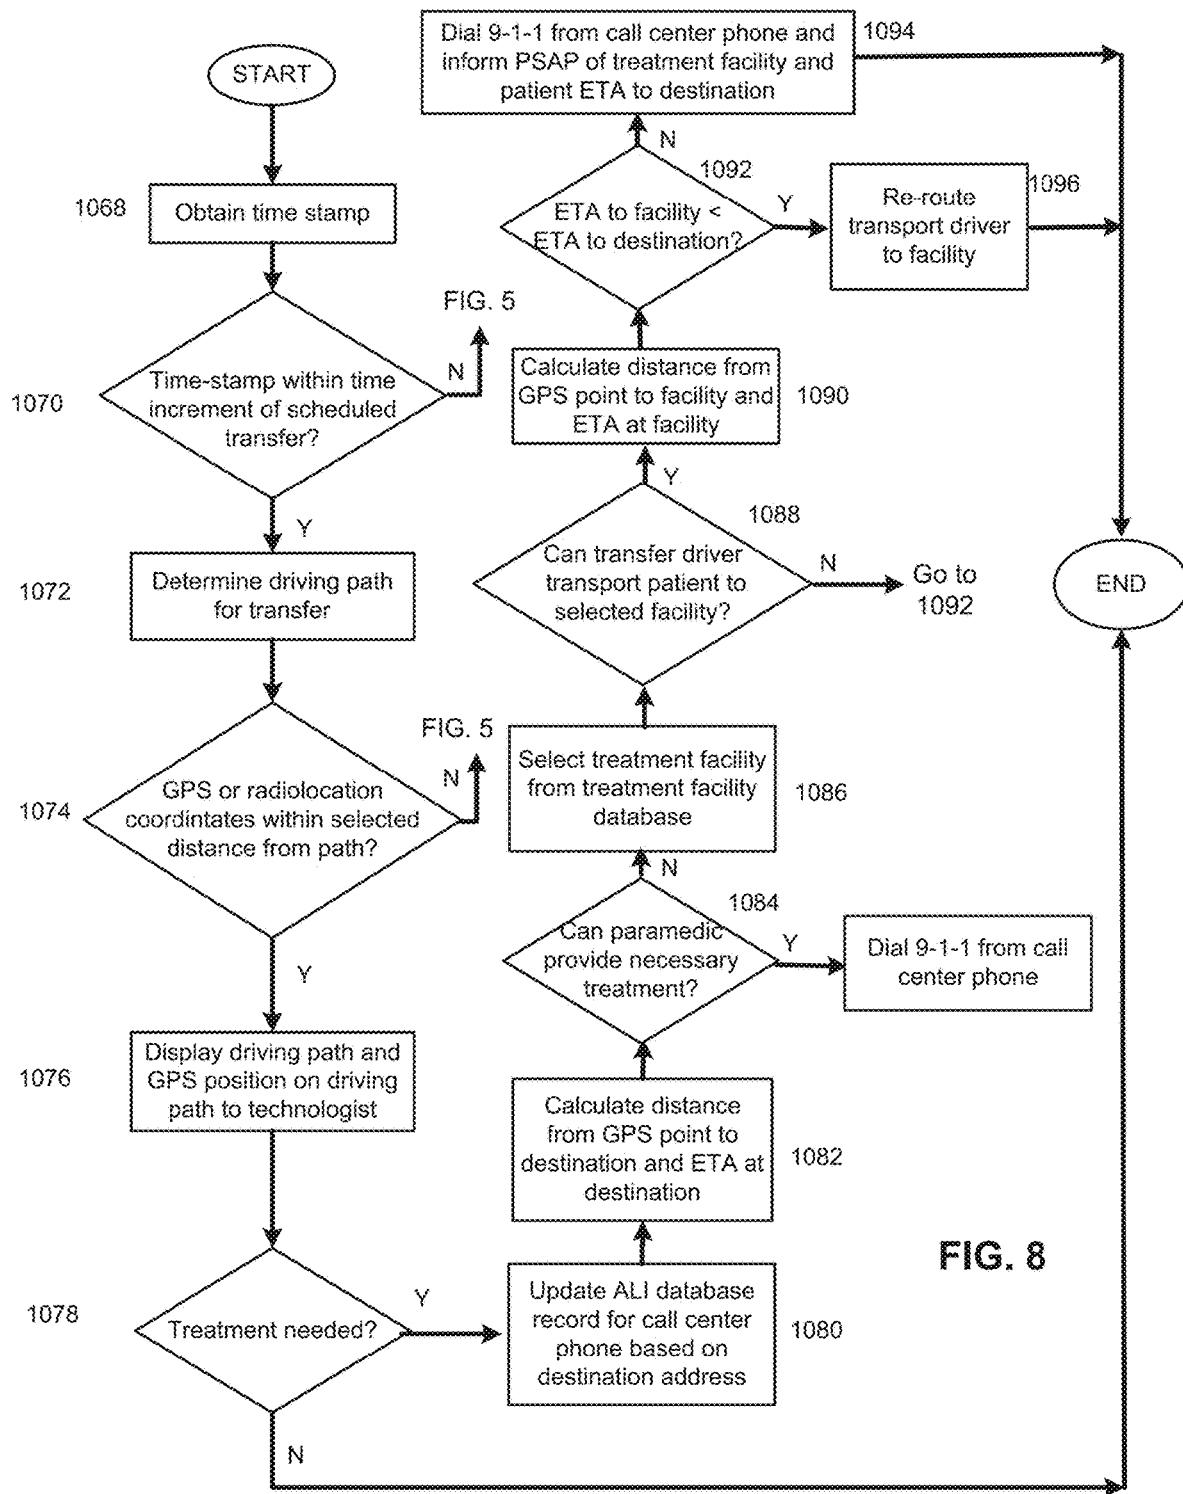 START
1068
Obtain time stamp
FIG. 5
N
1070
Time-stamp within time
increment of scheduled
transfer?
Y
1072
Determine driving path
for transfer
FIG. 5
N
1074
GPS or radiolocation
coordintates within selected
distance from path?
Y
1076
Display driving path and
GPS position on driving
path to technologist
1078
Treatment needed?
Y
N
Update ALI database
record for call center
phone based on
destination address
1080
Calculate distance
from GPS point to
destination and ETA at
destination
1082
1084
Can paramedic
provide necessary
treatment?
Y
Dial 9-1-1 from call
center phone
N
Select treatment facility
from treatment facility
database
1086
1088
Can transfer driver
transport patient to
selected facility?
N
Go to
1092
Y
Calculate distance from
GPS point to facility and
ETA at facility
1090
1092
ETA to facility <
ETA to destination?
Y
1096
Re-route
transport driver
to facility
N
Dial 9-1-1 from call center phone and
inform PSAP of treatment facility and
patient ETA to destination
1094
END
FIG. 8